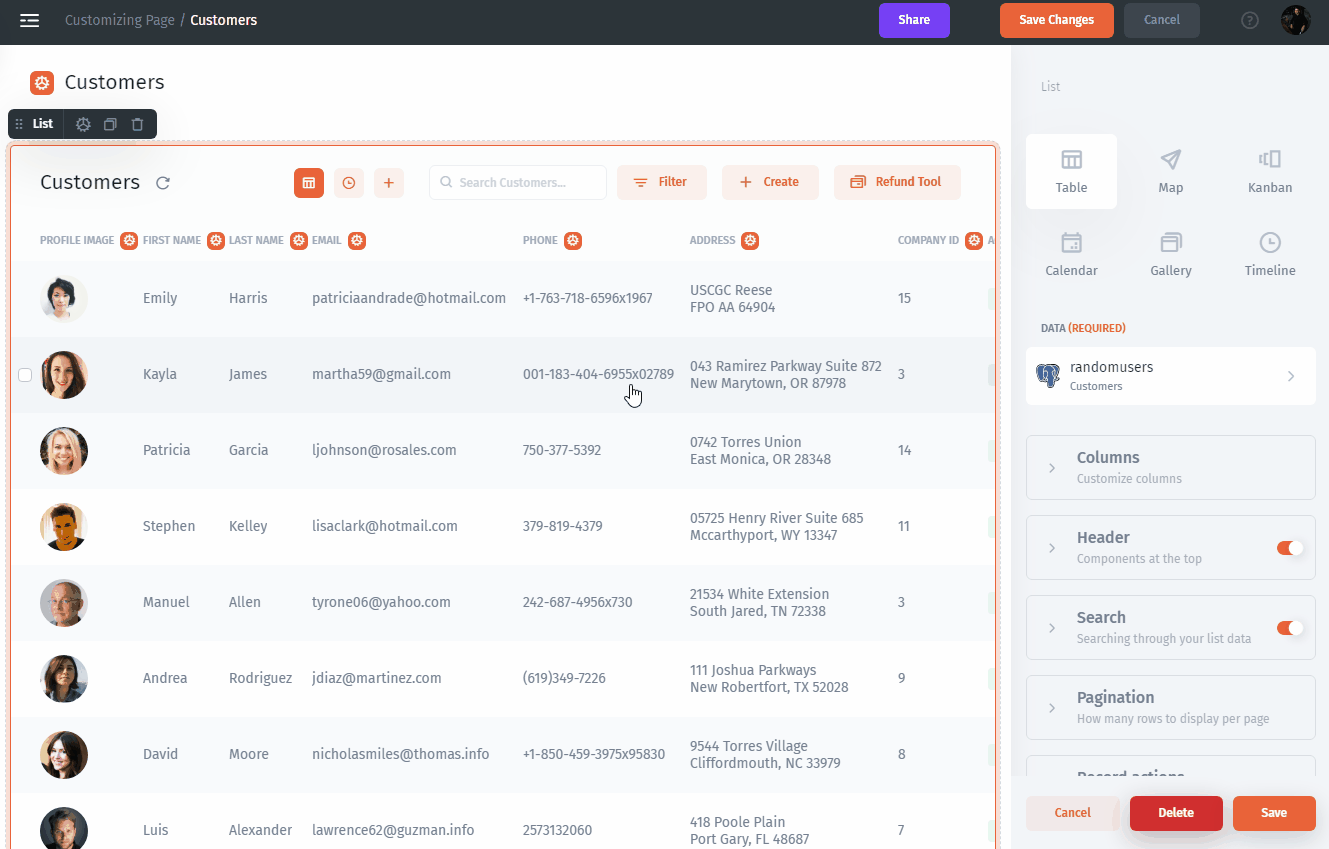 Customizing Page / Customers
Share
Save Changes
Cancel
?
Customers
List
Customers
Search Customers...
Filter
Create
Refund Tool
PROFILE IMAGE FIRST NAME LAST NAME EMAIL PHONE ADDRESS COMPANY ID A
Emily Harris patriciaandrade@hotmail.com +1-763-718-6596x1967 USCGC Reese 15
FPO AA 64904
Kayla James martha59@gmail.com 001-183-404-6955x02789 043 Ramirez Parkway Suite 872 3
New Marytown, OR 87978
Patricia Garcia ljohnson@rosales.com 750-377-5392 0742 Torres Union 14
East Monica, OR 28348
Stephen Kelley lisaclark@hotmail.com 379-819-4379 05725 Henry River Suite 685 11
Mccarthyport, WY 13347
Manuel Allen tyrone06@yahoo.com 242-687-4956x730 21534 White Extension 3
South Jared, TN 72338
Andrea Rodriguez jdiaz@martinez.com (619)349-7226 111 Joshua Parkways 9
New Robertfort, TX 52028
David Moore nicholasmiles@thomas.info +1-850-459-3975x95830 9544 Torres Village 8
Cliffordmouth, NC 33979
Luis Alexander lawrence62@guzman.info 2573132060 418 Poole Plain 7
Port Gary, FL 48687
List
Table Map Kanban
Calendar Gallery Timeline
DATA (REQUIRED)
randomusers
Customers
Columns
Customize columns
Header
Components at the top
Search
Searching through your list data
Pagination
How many rows to display per page
Record actions
Cancel Delete Save